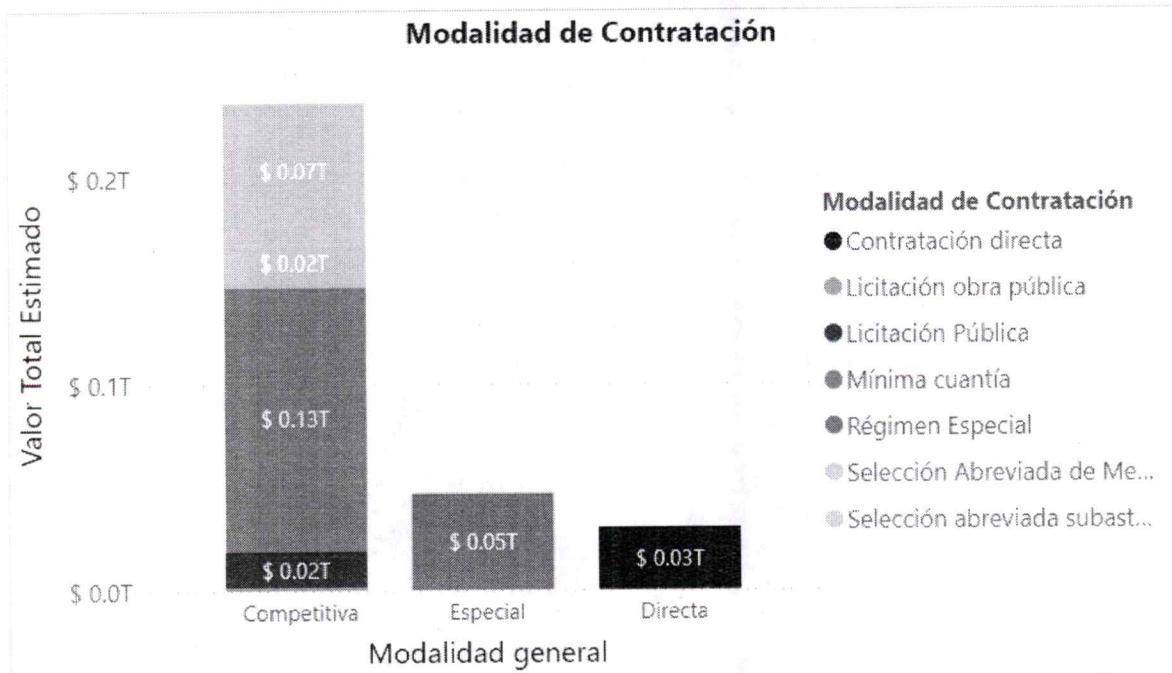 Modalidad de Contratación
Valor Total Estimado
$ 0.2T
$ 0.1T
$ 0.0T
$ 0.07T
$ 0.02T
$ 0.13T
$ 0.02T
$ 0.05T
$ 0.03T
Competitiva
Especial
Directa
Modalidad general
Modalidad de Contratación
Contratación directa
Licitación obra pública
Licitación Pública
Mínima cuantía
Régimen Especial
Selección Abreviada de Me...
Selección abreviada subast...